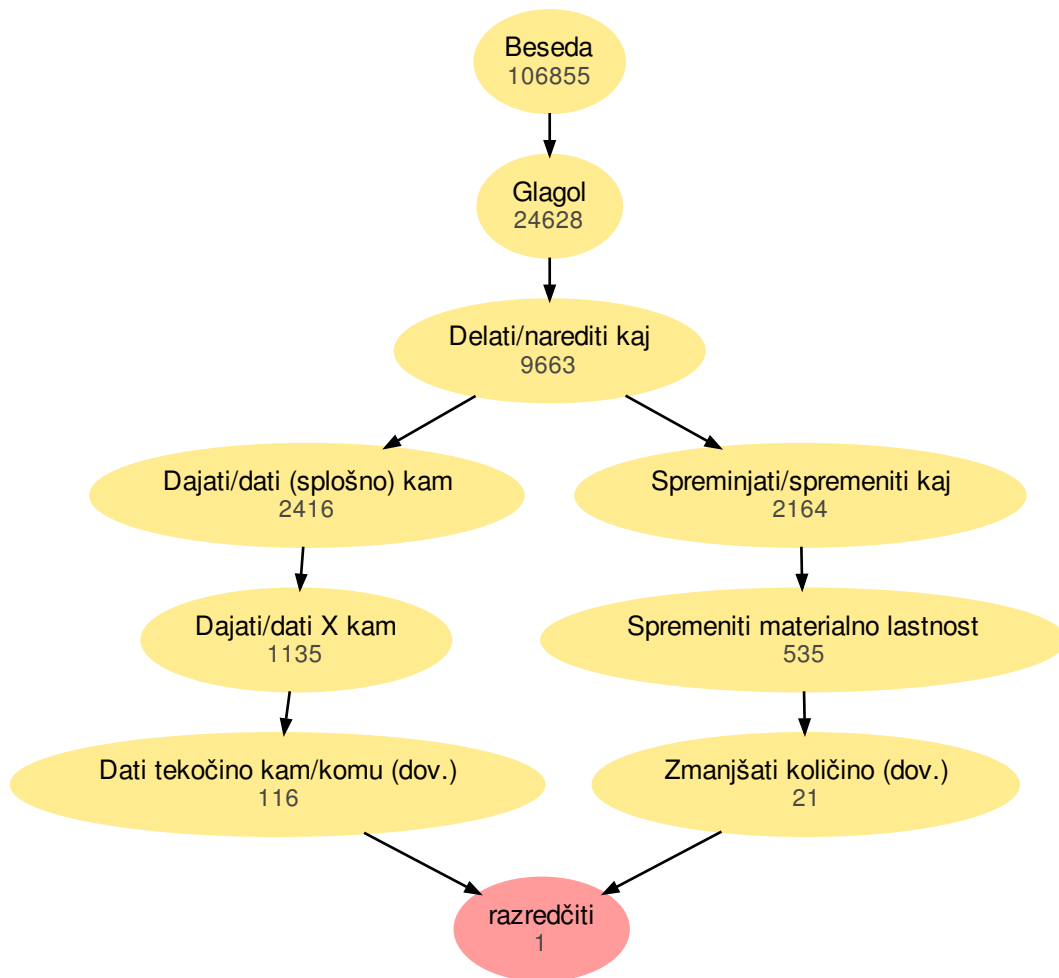 Beseda
106855
Glagol
24628
Delati/narediti kaj
9663
Dajati/dati (splošno) kam
2416
Spreminjati/spremeniti kaj
2164
Dajati/dati X kam
1135
Spremeniti materialno lastnost
535
Dati tekočino kam/komu (dov.)
116
Zmanjšati količino (dov.)
21
razredčiti
1